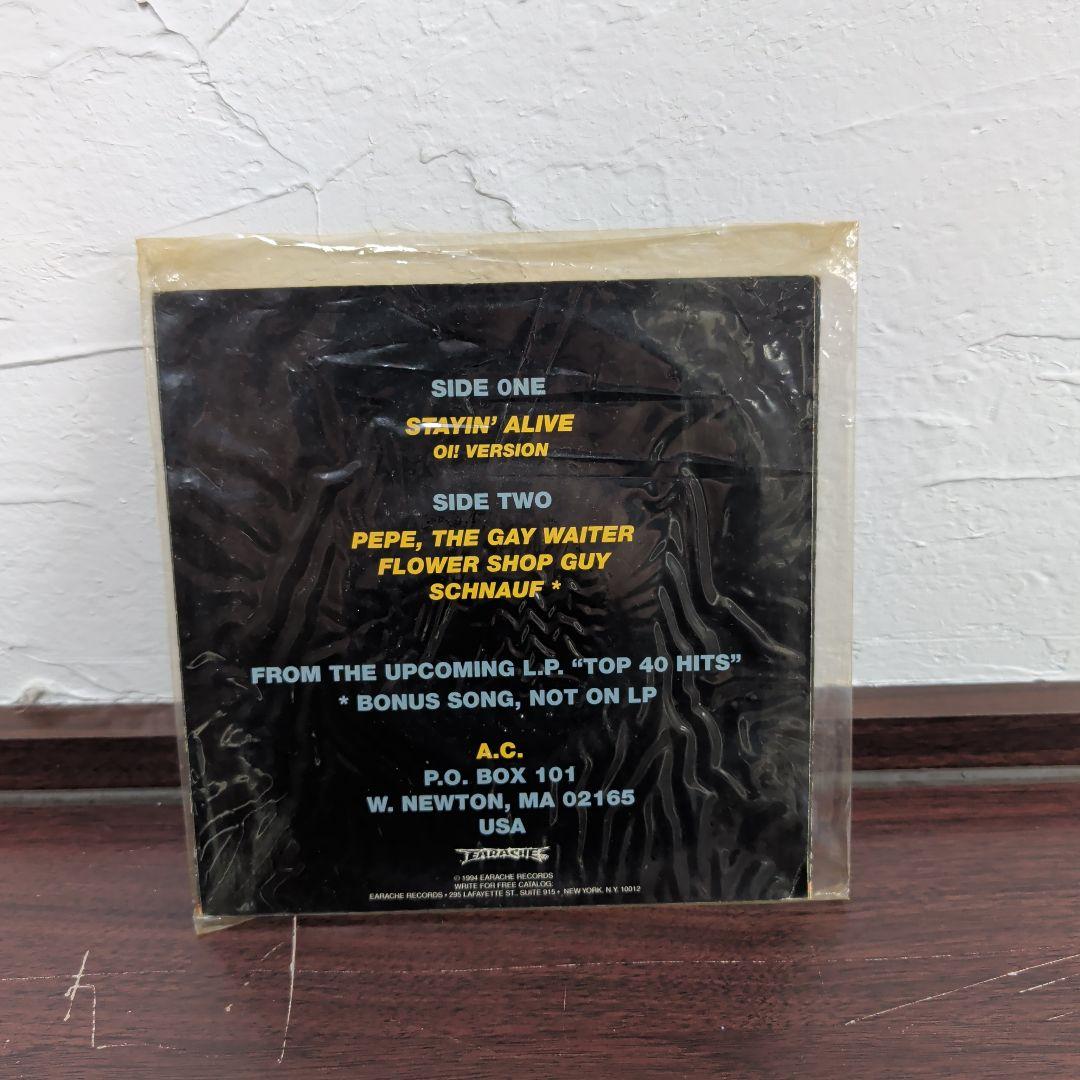 SIDE ONE
STAYIN' ALIVE
OI! VERSION
SIDE TWO
PEPE, THE GAY WAITER
FLOWER SHOP GUY
SCHNAUF *
FROM THE UPCOMING L.P. “TOP 40 HITS”
* BONUS SONG, NOT ON LP
A.C.
P.O. BOX 101
W. NEWTON, MA 02165
USA
EARACHE
© 1994 EARACHE RECORDS
WRITE FOR FREE CATALOG:
EARACHE RECORDS • 295 LAFAYETTE ST., SUITE 915 • NEW YORK, N.Y. 10012